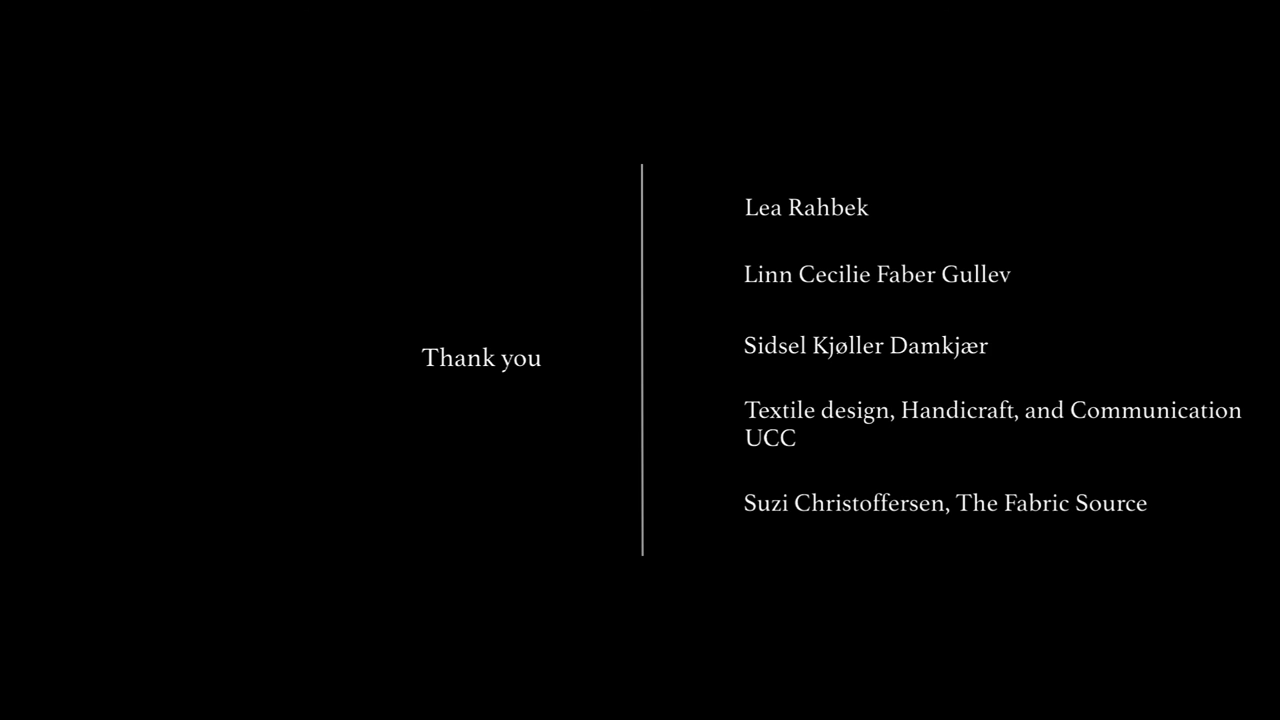 Thank you
Lea Rahbek
Linn Cecilie Faber Gullev
Sidsel Kjøller Damkjær
Textile design, Handicraft, and Communication
UCC
Suzi Christoffersen, The Fabric Source